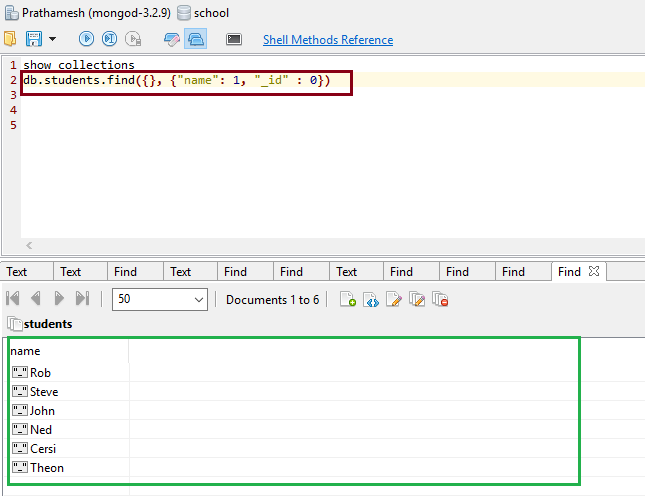 Prathamesh (mongod-3.2.9) school
Shell Methods Reference
1 show collections
2 db.students.find({}, {"name": 1, "_id" : 0})
3
4
5
Text Text Find Text Find Find Text Find Find Find Find
50 Documents 1 to 6
students
name
"_" Rob
"_" Steve
"_" John
"_" Ned
"_" Cersi
"_" Theon